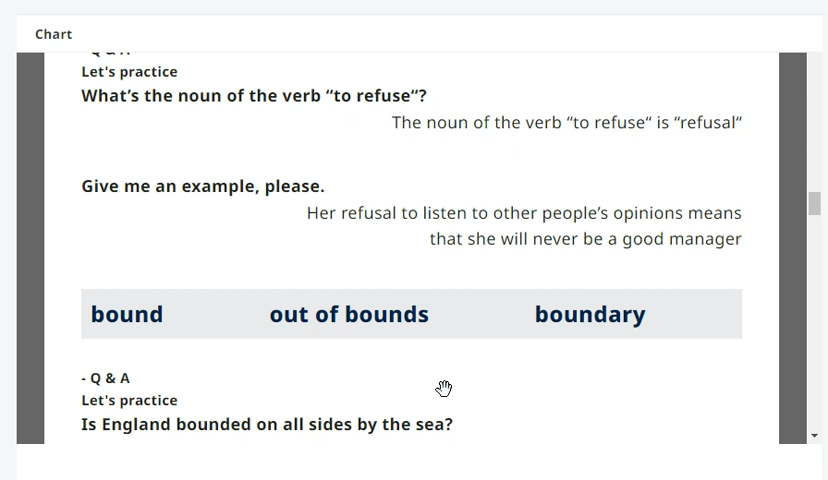 Chart
Let's practice
What’s the noun of the verb “to refuse“?
The noun of the verb “to refuse“ is “refusal“
Give me an example, please.
Her refusal to listen to other people’s opinions means
that she will never be a good manager
bound out of bounds boundary
- Q & A
Let's practice
Is England bounded on all sides by the sea?